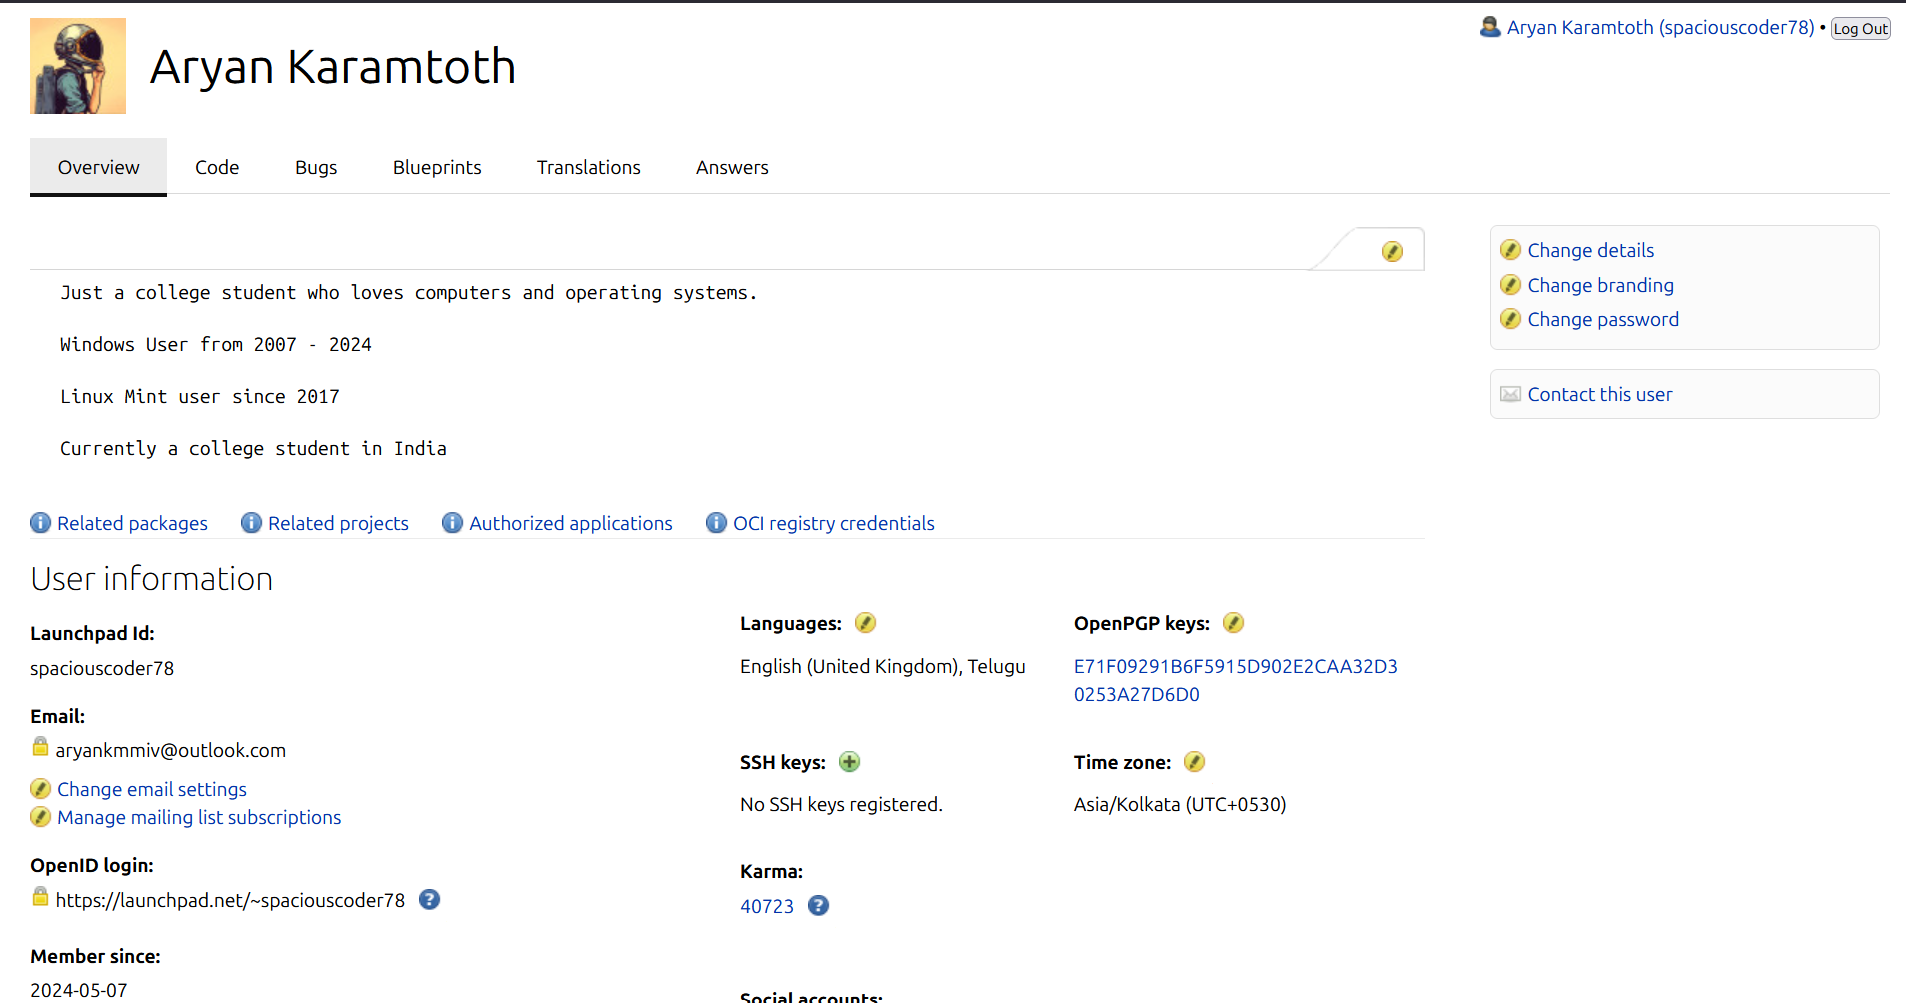 Aryan Karamtoth (spaciouscoder78) • Log Out
Aryan Karamtoth
Overview Code Bugs Blueprints Translations Answers
Just a college student who loves computers and operating systems.
Windows User from 2007 - 2024
Linux Mint user since 2017
Currently a college student in India
Related packages Related projects Authorized applications OCI registry credentials
Change details
Change branding
Change password
Contact this user
User information
Launchpad Id:
spaciouscoder78
Email:
aryankmmiv@outlook.com
Change email settings
Manage mailing list subscriptions
OpenID login:
https://launchpad.net/~spaciouscoder78
Member since:
2024-05-07
Languages:
English (United Kingdom), Telugu
SSH keys:
No SSH keys registered.
Karma:
40723
Social accounts:
OpenPGP keys:
E71F09291B6F5915D902E2CAA32D3
0253A27D6D0
Time zone:
Asia/Kolkata (UTC+0530)